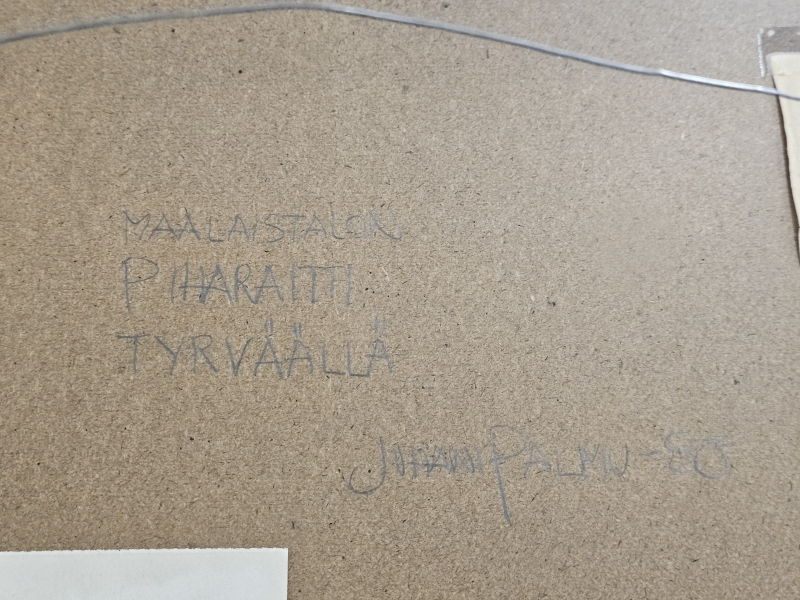 MAALAISTALON
PIHARAITTI
TYRVÄÄLLÄ
JUHANI PALMU -80